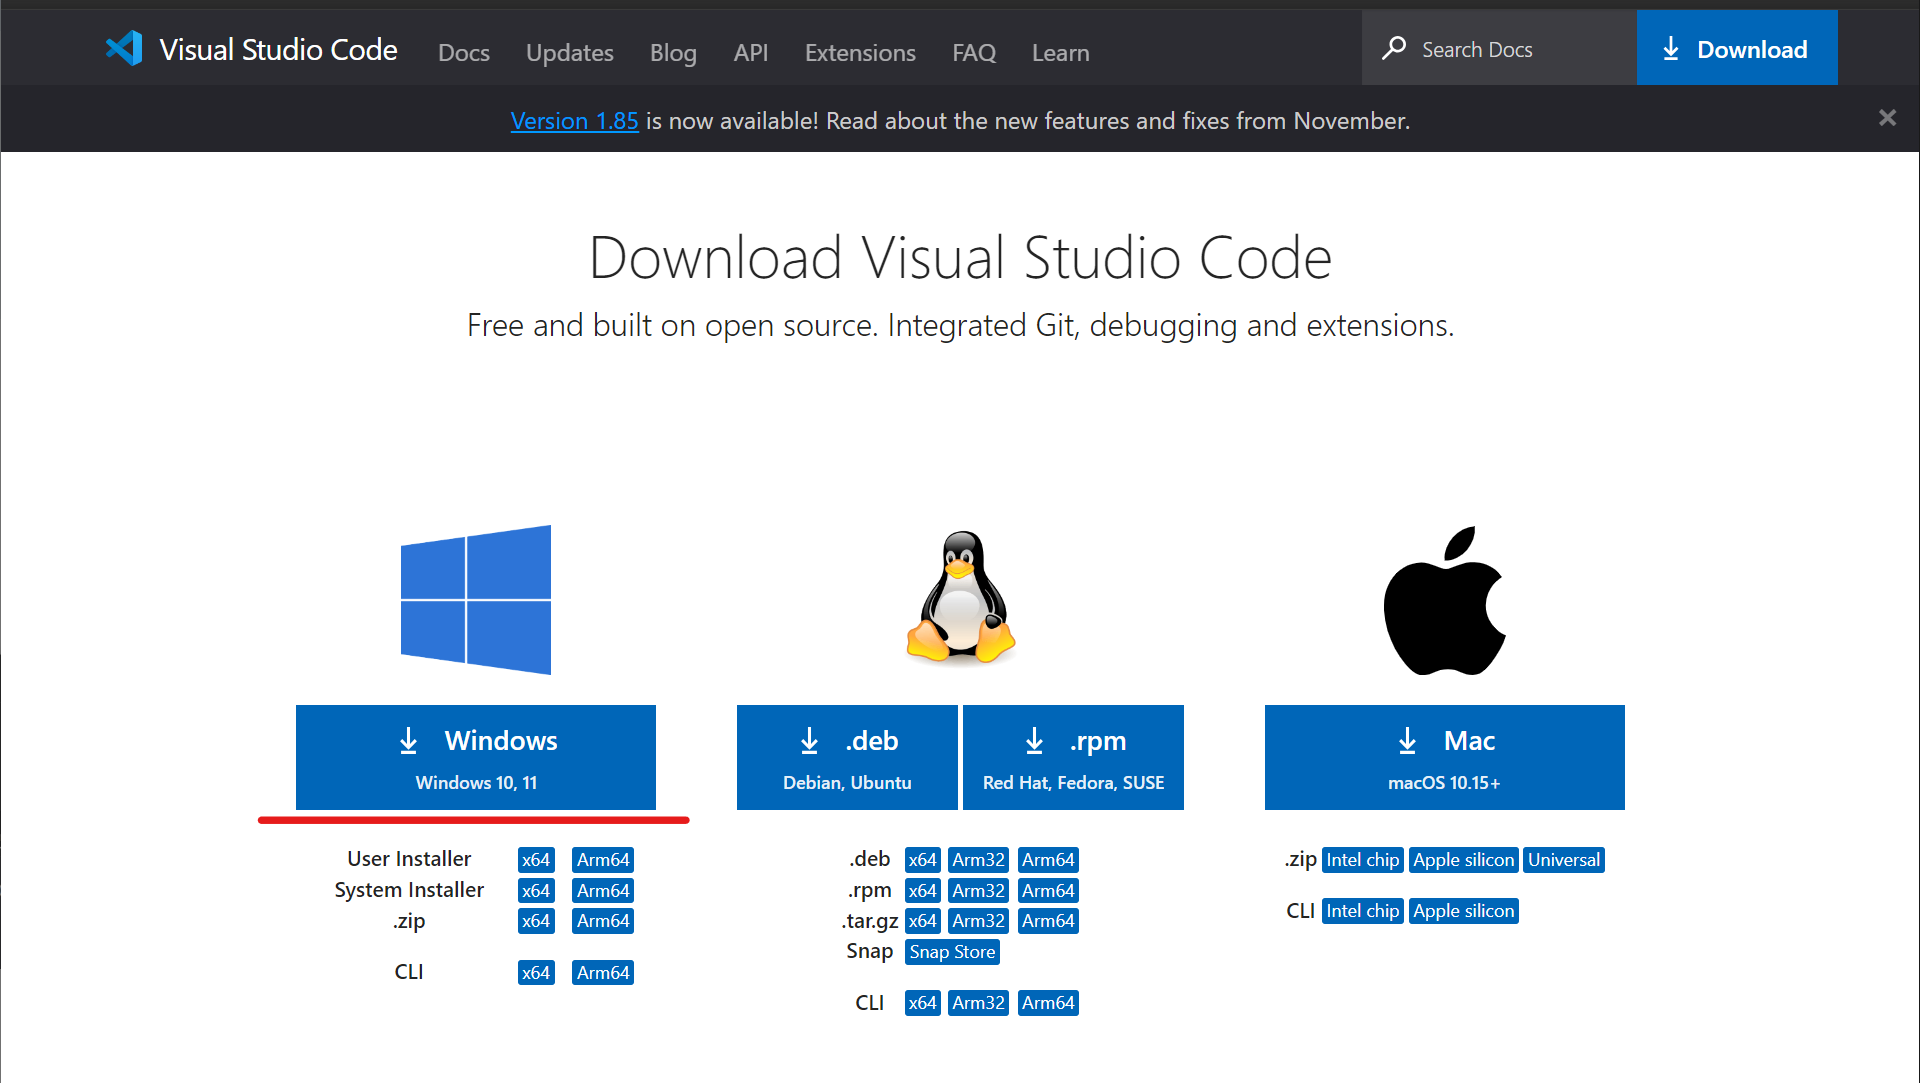 Visual Studio Code Docs Updates Blog API Extensions FAQ Learn Search Docs Download
Version 1.85 is now available! Read about the new features and fixes from November.
Download Visual Studio Code
Free and built on open source. Integrated Git, debugging and extensions.
Windows
Windows 10, 11
User Installer x64 Arm64
System Installer x64 Arm64
.zip x64 Arm64
CLI x64 Arm64
.deb
Debian, Ubuntu
.rpm
Red Hat, Fedora, SUSE
.deb x64 Arm32 Arm64
.rpm x64 Arm32 Arm64
.tar.gz x64 Arm32 Arm64
Snap Snap Store
CLI x64 Arm32 Arm64
Mac
macOS 10.15+
.zip Intel chip Apple silicon Universal
CLI Intel chip Apple silicon